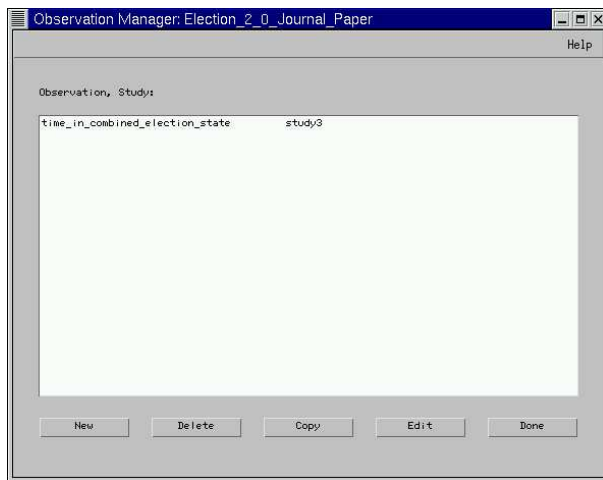 Observation Manager: Election_2_0_Journal_Paper
Help
Observation, Study:
time_in_combined_election_state study3
New Delete Copy Edit Done